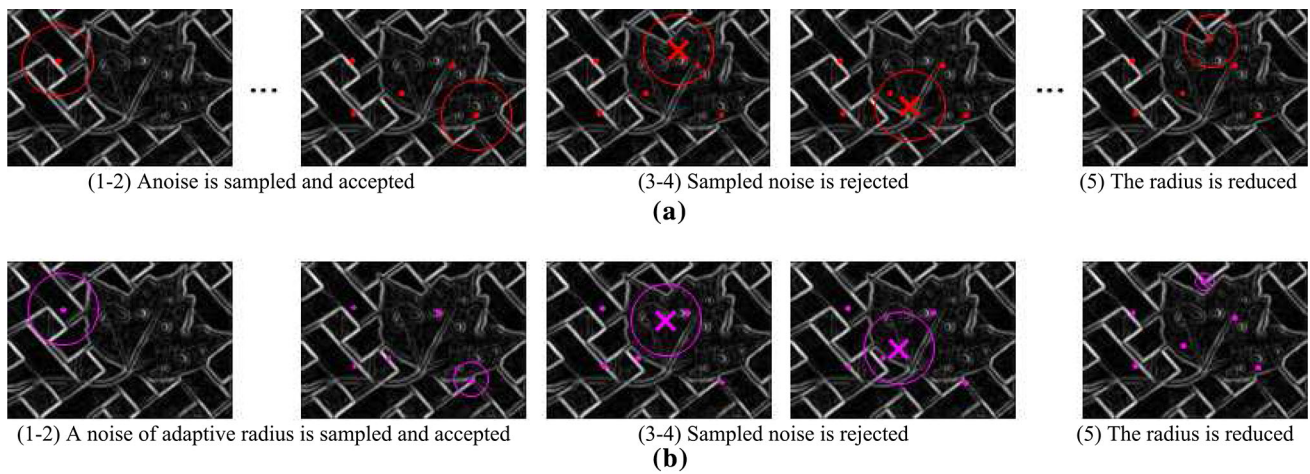 (1-2) Anoise is sampled and accepted (3-4) Sampled noise is rejected (5) The radius is reduced
(a)
(1-2) A noise of adaptive radius is sampled and accepted (3-4) Sampled noise is rejected (5) The radius is reduced
(b)